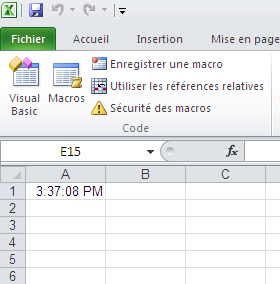 Fichier Accueil Insertion Mise en page
Visual Basic
Macros
Enregistrer une macro
Utiliser les références relatives
Sécurité des macros
Code
E15 fx
A B C
1 3:37:08 PM
2
3
4
5
6